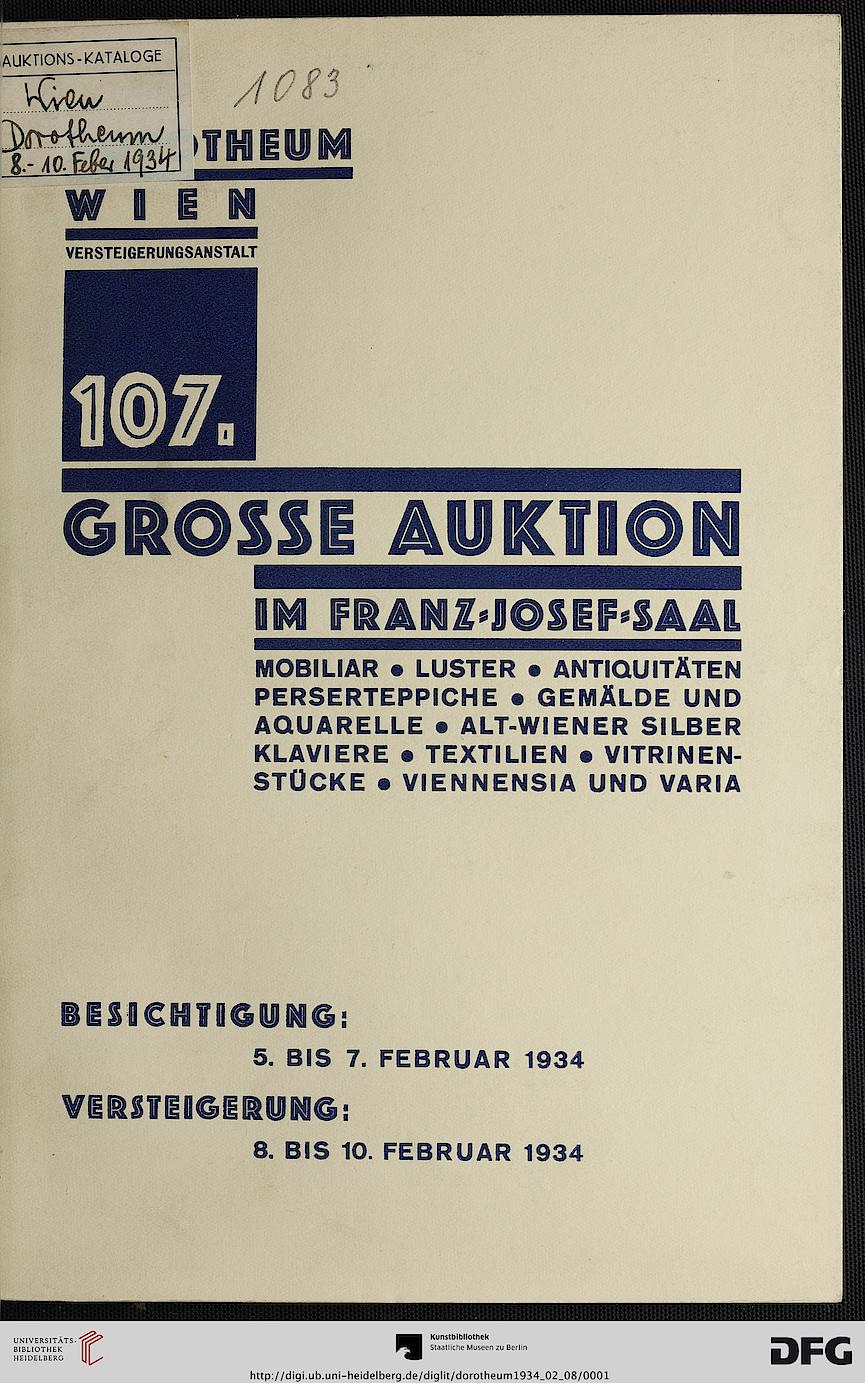 AUKTIONS-KATALOGE
Wien
Dorotheum
8.- 10. Feber 1934
1083
OTHEUM
WIEN
VERSTEIGERUNGSANSTALT
107.
GROSSE AUKTION
IM FRANZ-JOSEF-SAAL
MOBILIAR ● LUSTER ● ANTIQUITÄTEN
PERSERTEPPICHE ● GEMÄLDE UND
AQUARELLE ● ALT-WIENER SILBER
KLAVIERE ● TEXTILIEN ● VITRINEN-
STÜCKE ● VIENNENSIA UND VARIA
BESICHTIGUNG:
5. BIS 7. FEBRUAR 1934
VERSTEIGERUNG:
8. BIS 10. FEBRUAR 1934
UNIVERSITÄTS-
BIBLIOTHEK
HEIDELBERG
Kunstbibliothek
Staatliche Museen zu Berlin
DFG
http://digi.ub.uni-heidelberg.de/diglit/dorotheum1934_02_08/0001